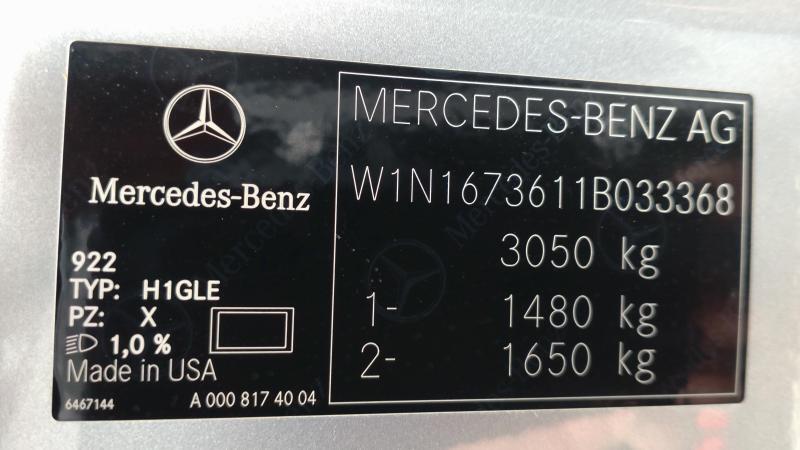 Mercedes-Benz
922
TYP: H1GLE
PZ: X
1,0 %
Made in USA
6467144 A 000 817 40 04
MERCEDES-BENZ AG
W1N1673611B033368
3050 kg
1- 1480 kg
2- 1650 kg